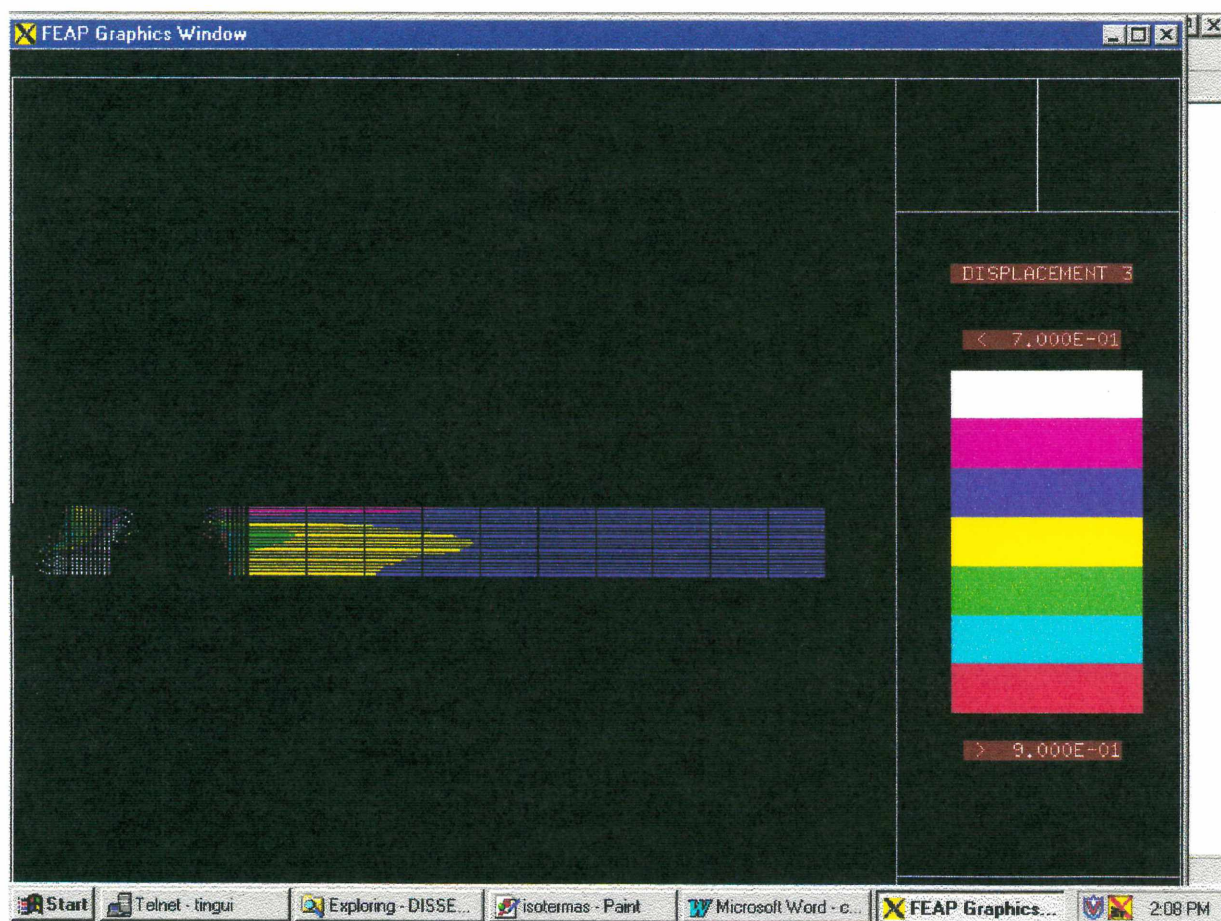 FEAP Graphics Window
DISPLACEMENT 3
< 7.000E-01
> 9.000E-01
Start
Telnet - tingui
Exploring - DISSE...
isotermas - Paint
Microsoft Word - c...
FEAP Graphics...
2:08 PM